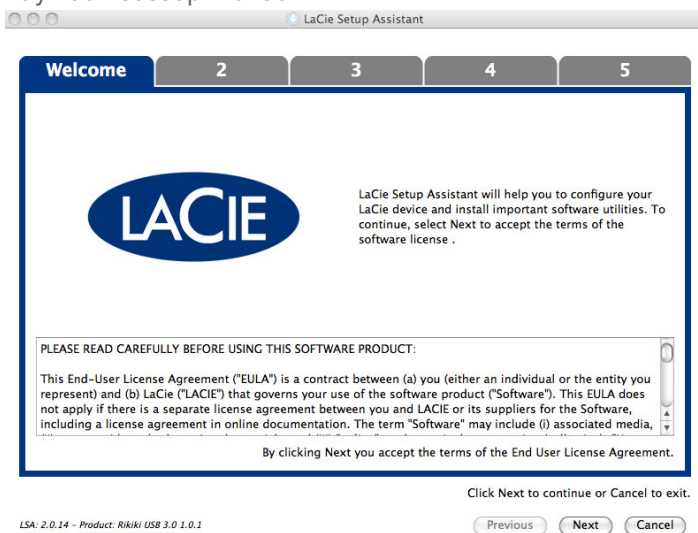 LaCie Setup Assistant
Welcome 2 3 4 5
LACIE
LaCie Setup Assistant will help you to configure your
LaCie device and install important software utilities. To
continue, select Next to accept the terms of the
software license .
PLEASE READ CAREFULLY BEFORE USING THIS SOFTWARE PRODUCT:
This End-User License Agreement ("EULA") is a contract between (a) you (either an individual or the entity you
represent) and (b) LaCie ("LACIE") that governs your use of the software product ("Software"). This EULA does
not apply if there is a separate license agreement between you and LACIE or its suppliers for the Software,
including a license agreement in online documentation. The term "Software" may include (i) associated media,
By clicking Next you accept the terms of the End User License Agreement.
Click Next to continue or Cancel to exit.
LSA: 2.0.14 – Product: Rikiki USB 3.0 1.0.1
Previous Next Cancel